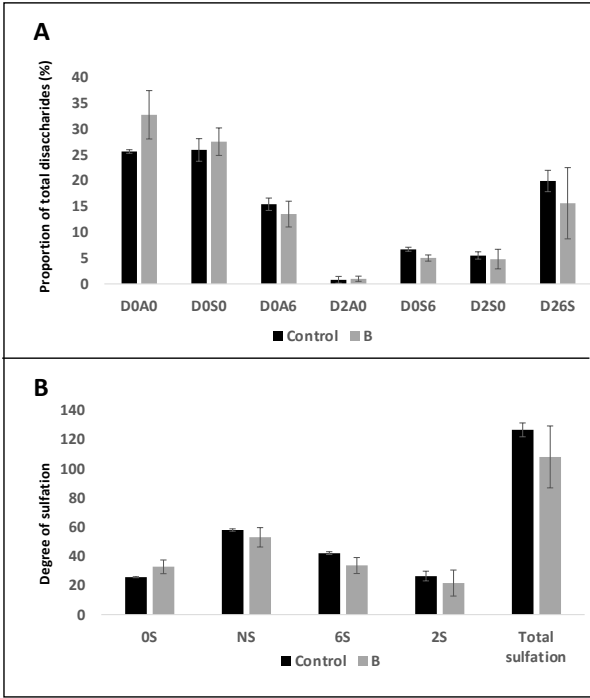 A
Proportion of total disaccharides (%)
40
35
30
25
20
15
10
5
0
D0A0 D0S0 D0A6 D2A0 D0S6 D2S0 D26S
Control B
B
Degree of sulfation
140
120
100
80
60
40
20
0
0S NS 6S 2S Total
sulfation
Control B